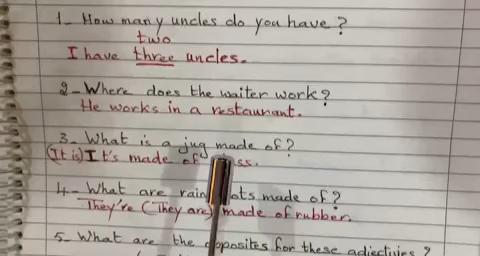 1- How many uncles do you have?
two
I have three uncles.
2- Where does the waiter work?
He works in a restaurant.
3- What is a jug made of?
(It is) It's made of
4- What are made of?
They're (They are) made of rubber.
5- What are the opposites for these adjectives?